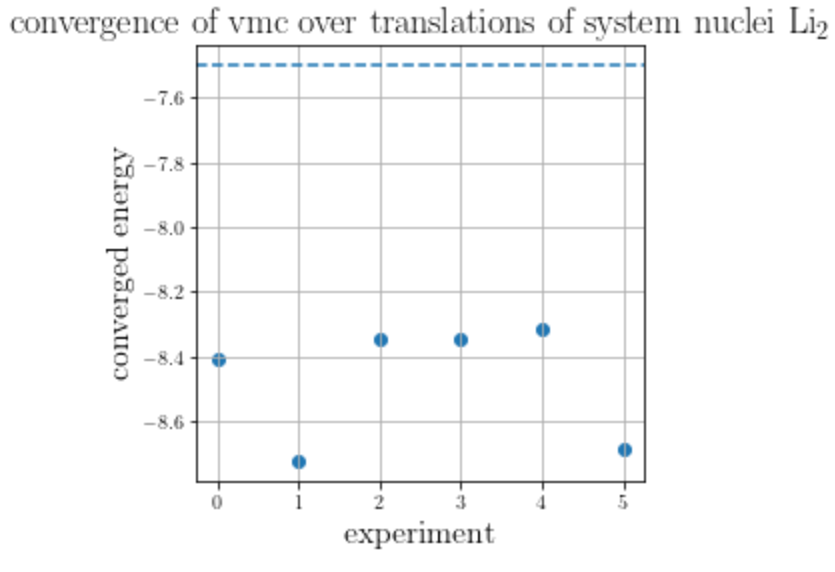 convergence of vmc over translations of system nuclei Li₂
converged energy
−7.6
−7.8
−8.0
−8.2
−8.4
−8.6
0 1 2 3 4 5
experiment